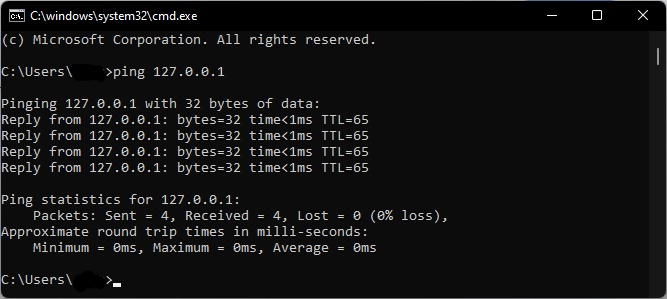 C:\windows\system32\cmd.exe
(c) Microsoft Corporation. All rights reserved.
C:\Users\ >ping 127.0.0.1
Pinging 127.0.0.1 with 32 bytes of data:
Reply from 127.0.0.1: bytes=32 time<1ms TTL=65
Reply from 127.0.0.1: bytes=32 time<1ms TTL=65
Reply from 127.0.0.1: bytes=32 time<1ms TTL=65
Reply from 127.0.0.1: bytes=32 time<1ms TTL=65
Ping statistics for 127.0.0.1:
Packets: Sent = 4, Received = 4, Lost = 0 (0% loss),
Approximate round trip times in milli-seconds:
Minimum = 0ms, Maximum = 0ms, Average = 0ms
C:\Users\ >